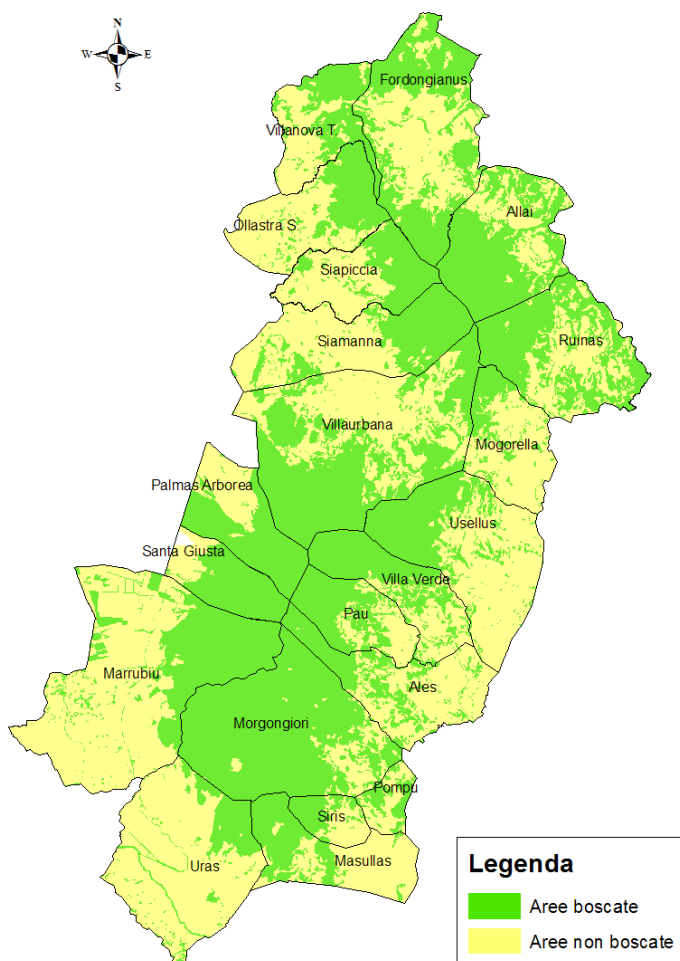 N
W E
S
Fordongianus
Villanova T.
Allai
Ollastra S.
Siapiccia
Ruinas
Siamanna
Villaurbana
Mogorella
Palmas Arborea
Usellus
Santa Giusta
Villa Verde
Pau
Marrubiu
Ales
Morgongiori
Pompu
Siris
Masullas
Uras
Legenda
Aree boscate
Aree non boscate